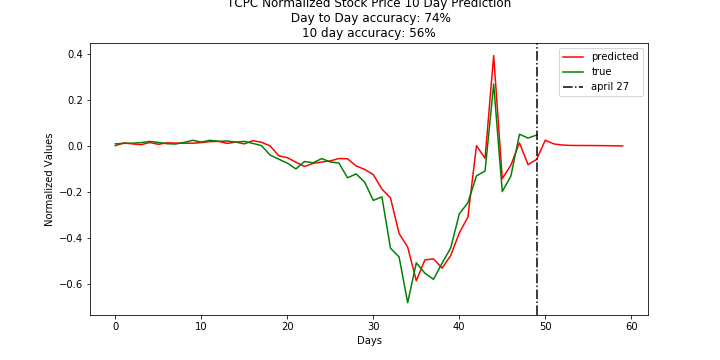 TCPC Normalized Stock Price 10 Day Prediction
Day to Day accuracy: 74%
10 day accuracy: 56%
predicted
true
april 27
0.4
0.2
0.0
−0.2
−0.4
−0.6
Normalized Values
0 10 20 30 40 50 60
Days